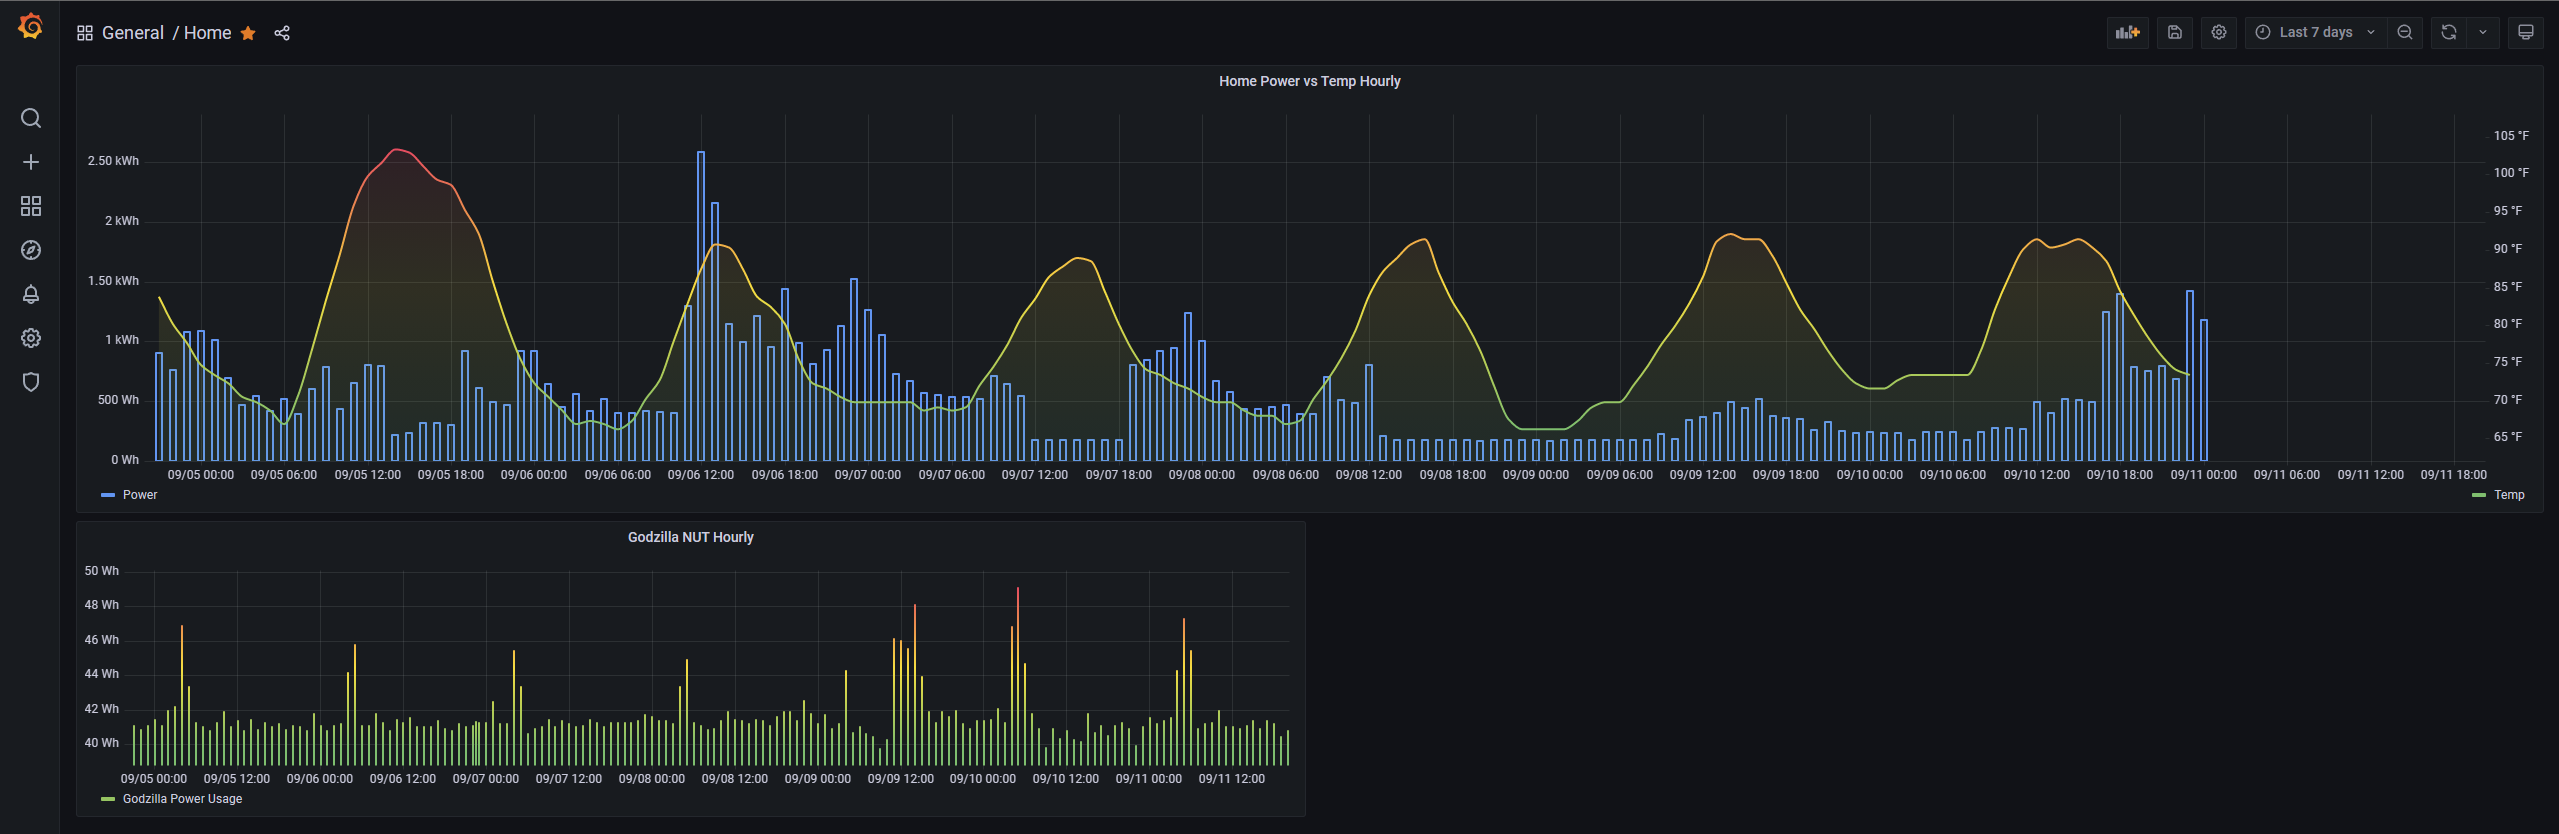 General / Home
Last 7 days
Home Power vs Temp Hourly
2.50 kWh
2 kWh
1.50 kWh
1 kWh
500 Wh
0 Wh
105 °F
100 °F
95 °F
90 °F
85 °F
80 °F
75 °F
70 °F
65 °F
09/05 00:00 09/05 06:00 09/05 12:00 09/05 18:00 09/06 00:00 09/06 06:00 09/06 12:00 09/06 18:00 09/07 00:00 09/07 06:00 09/07 12:00 09/07 18:00 09/08 00:00 09/08 06:00 09/08 12:00 09/08 18:00 09/09 00:00 09/09 06:00 09/09 12:00 09/09 18:00 09/10 00:00 09/10 06:00 09/10 12:00 09/10 18:00 09/11 00:00 09/11 06:00 09/11 12:00 09/11 18:00
Power
Temp
Godzilla NUT Hourly
50 Wh
48 Wh
46 Wh
44 Wh
42 Wh
40 Wh
09/05 00:00 09/05 12:00 09/06 00:00 09/06 12:00 09/07 00:00 09/07 12:00 09/08 00:00 09/08 12:00 09/09 00:00 09/09 12:00 09/10 00:00 09/10 12:00 09/11 00:00 09/11 12:00
Godzilla Power Usage